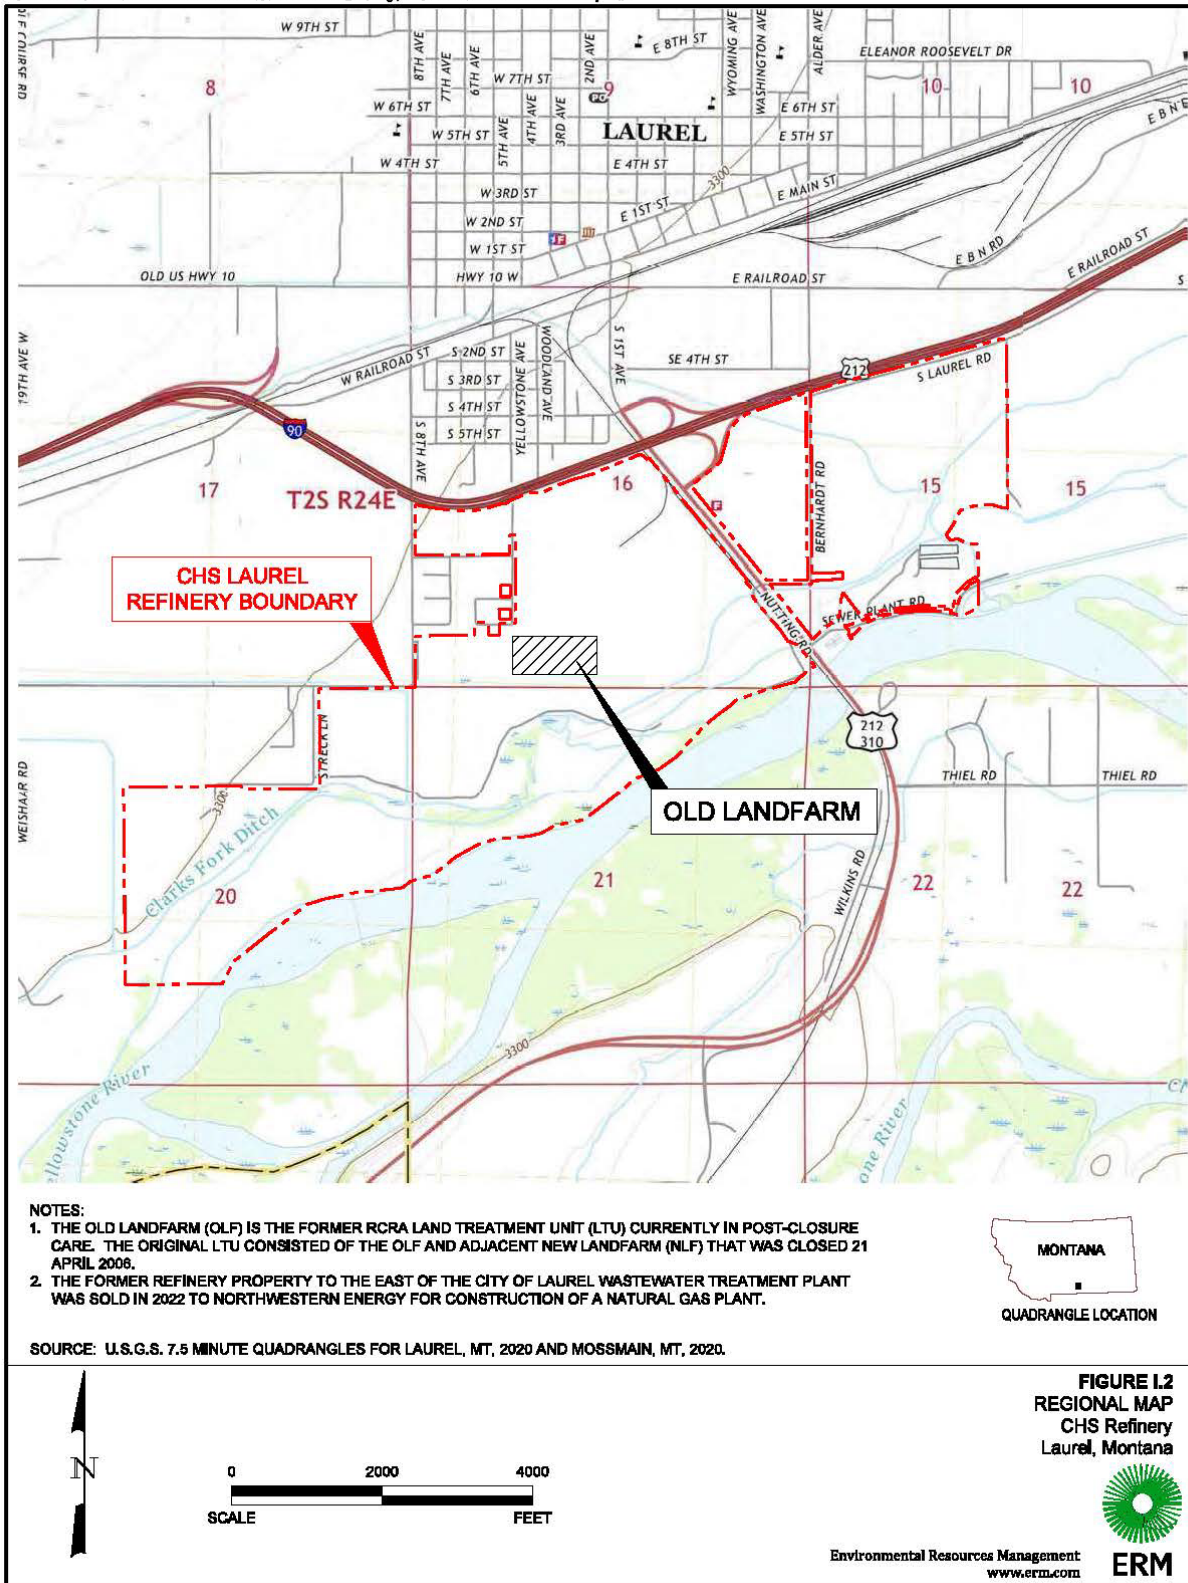 W 9TH ST
8TH AVE
7TH AVE
6TH AVE
2ND AVE
E 8TH ST
WYOMING AVE
WASHINGTON AVE
ALDER AVE
ELEANOR ROOSEVELT DR
8
W 7TH ST
9
10
10
W 6TH ST
5TH AVE
4TH AVE
3RD AVE
PO
E 6TH ST
W 5TH ST
LAUREL
E 5TH ST
W 4TH ST
E 4TH ST
3300
W 3RD ST
E MAIN ST
W 2ND ST
E 1ST ST
W 1ST ST
F
E B N RD
E RAILROAD ST
OLD US HWY 10
HWY 10 W
E RAILROAD ST
19TH AVE W
W RAILROAD ST
S 2ND ST
WOODLAND AVE
YELLOWSTONE AVE
S 1ST AVE
SE 4TH ST
212
S LAUREL RD
S 3RD ST
S 4TH ST
S 5TH ST
90
S 8TH AVE
17
T2S R24E
16
F
BERNHARDT RD
15
15
CHS LAUREL
REFINERY BOUNDARY
NUTTING RD
SEWER PLANT RD
STRECK LN
212
310
THIEL RD
THIEL RD
WEISHAIR RD
3300
Clarks Fork Ditch
OLD LANDFARM
20
21
WILKINS RD
22
22
3300
ellowstone River
one River
NOTES:
1. THE OLD LANDFARM (OLF) IS THE FORMER RCRA LAND TREATMENT UNIT (LTU) CURRENTLY IN POST-CLOSURE
CARE. THE ORIGINAL LTU CONSISTED OF THE OLF AND ADJACENT NEW LANDFARM (NLF) THAT WAS CLOSED 21
APRIL 2006.
2. THE FORMER REFINERY PROPERTY TO THE EAST OF THE CITY OF LAUREL WASTEWATER TREATMENT PLANT
WAS SOLD IN 2022 TO NORTHWESTERN ENERGY FOR CONSTRUCTION OF A NATURAL GAS PLANT.
MONTANA
QUADRANGLE LOCATION
SOURCE: U.S.G.S. 7.5 MINUTE QUADRANGLES FOR LAUREL, MT, 2020 AND MOSSMAIN, MT, 2020.
FIGURE I.2
REGIONAL MAP
CHS Refinery
Laurel, Montana
N
0 2000 4000
SCALE FEET
Environmental Resources Management
www.erm.com
ERM